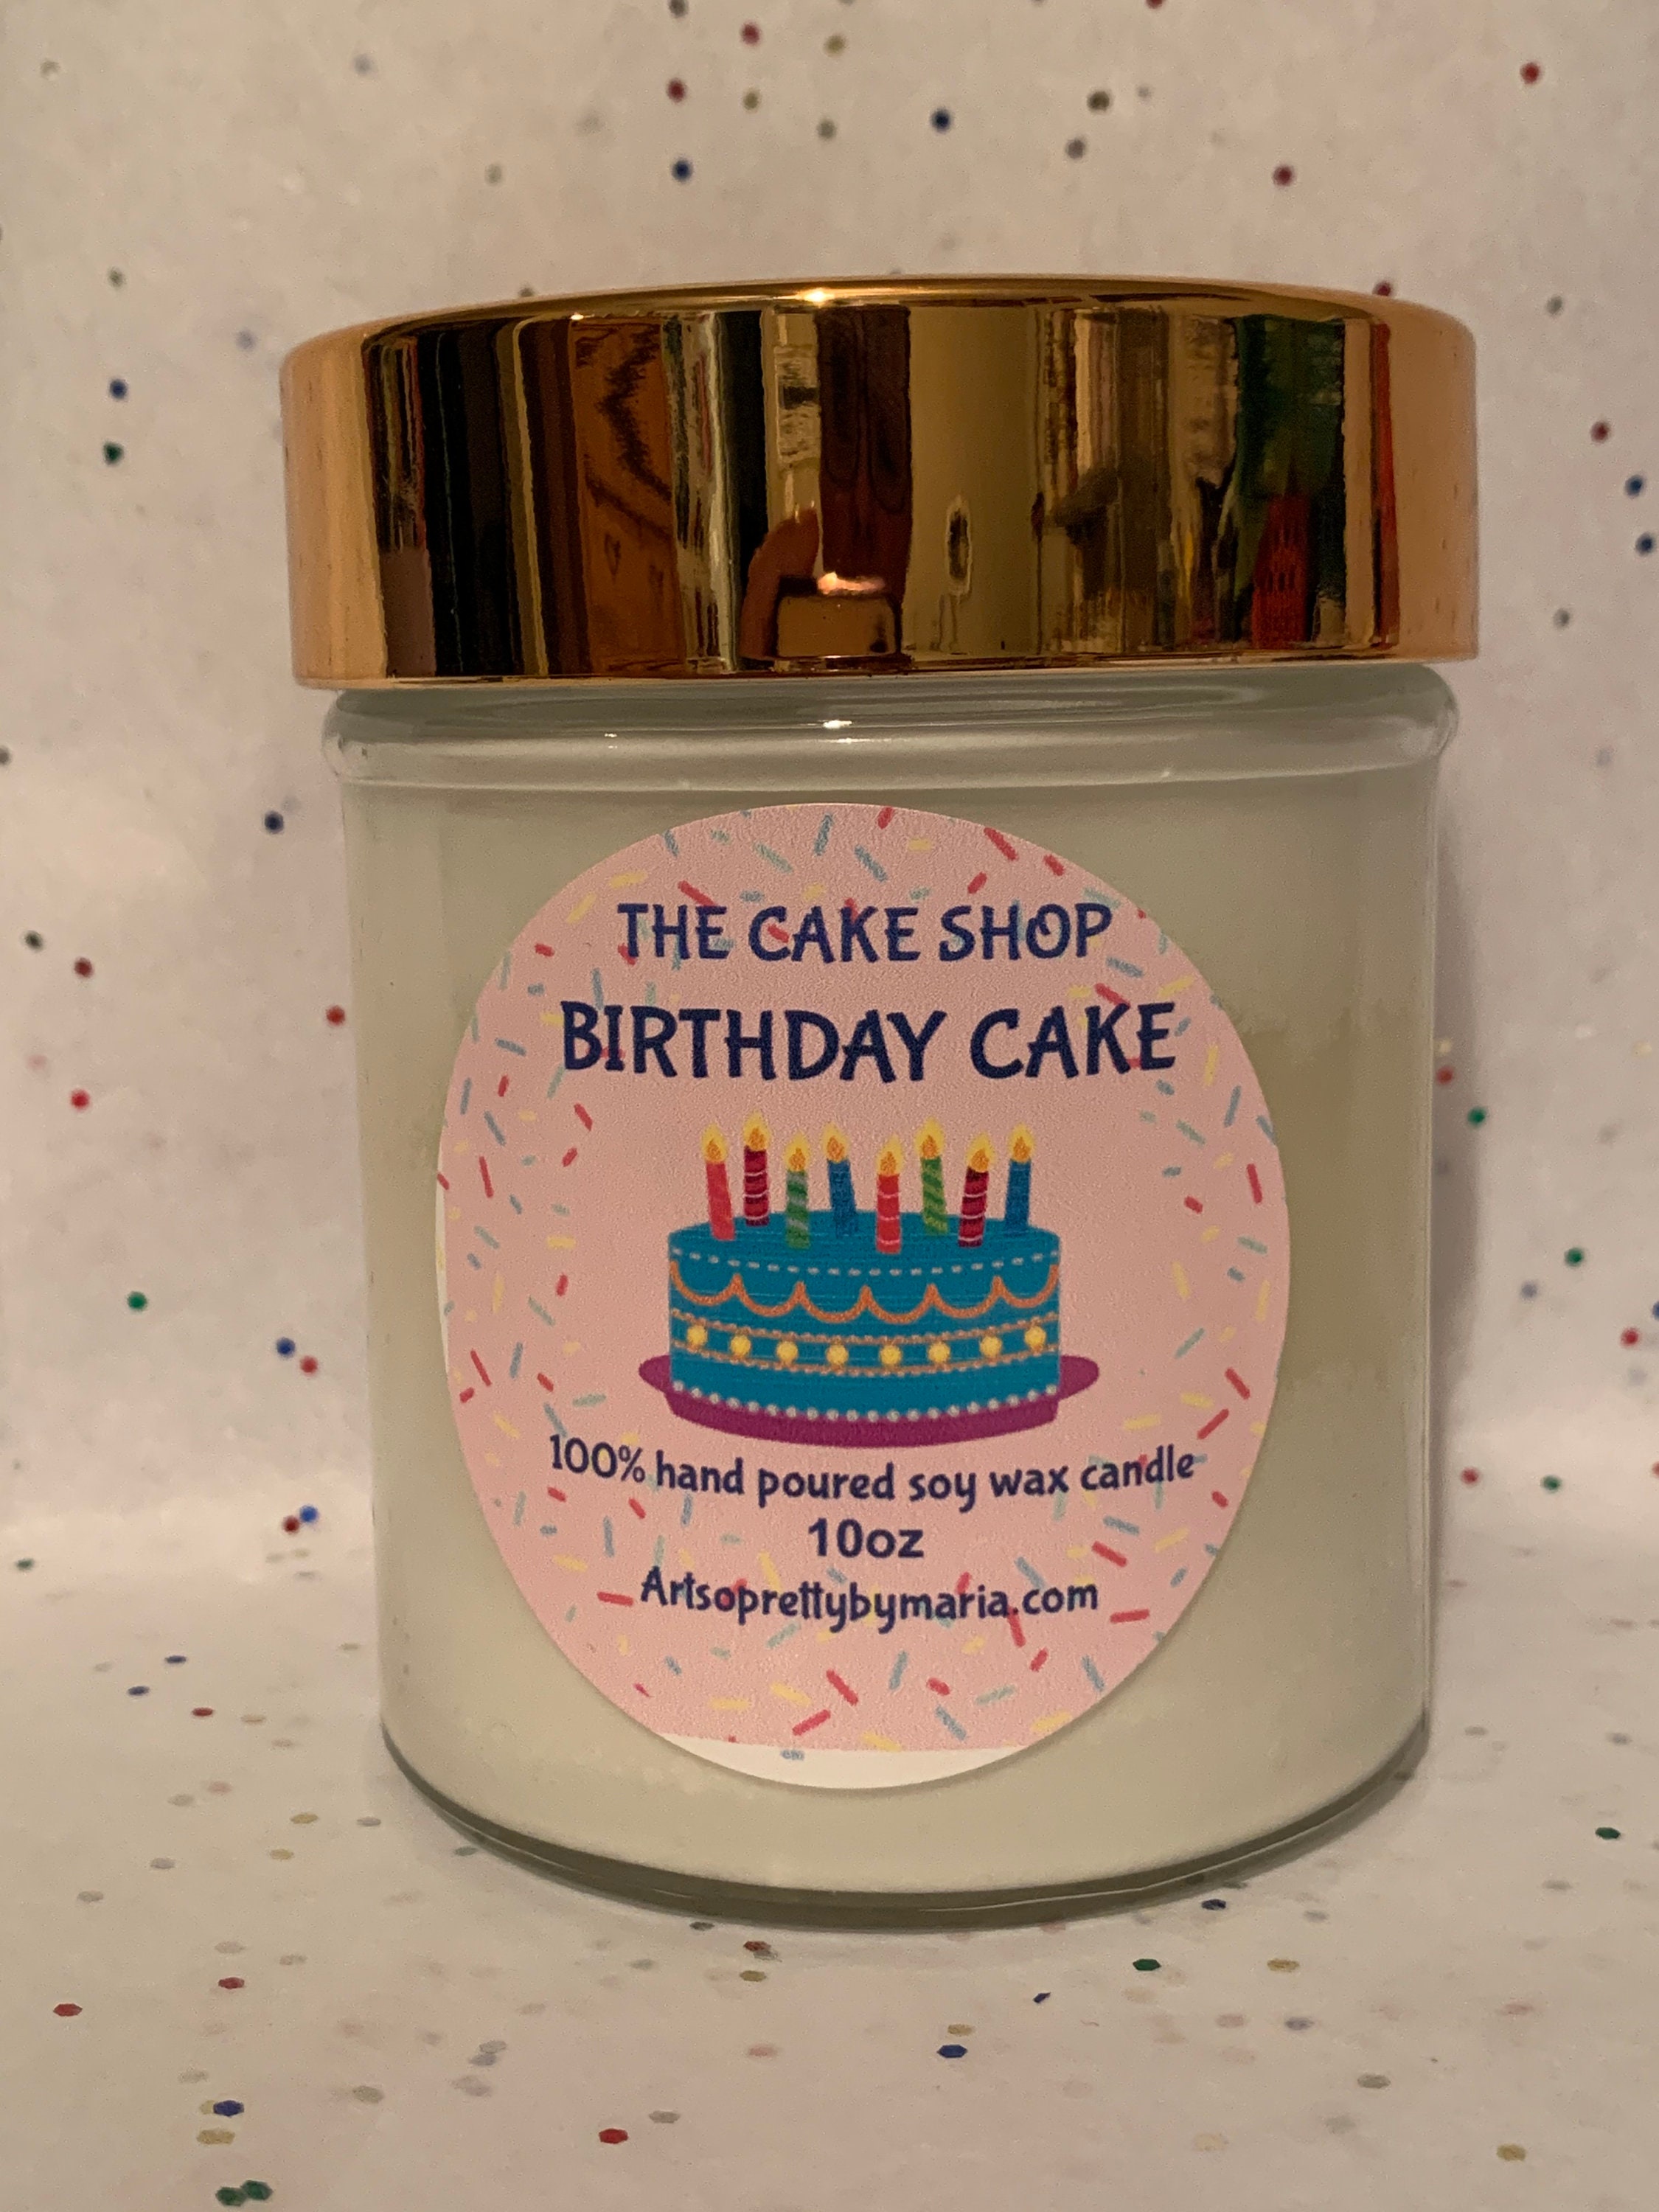 THE CAKE SHOP
BIRTHDAY CAKE
100% hand poured soy wax candle
10oz
Artsoprettybymaria.com